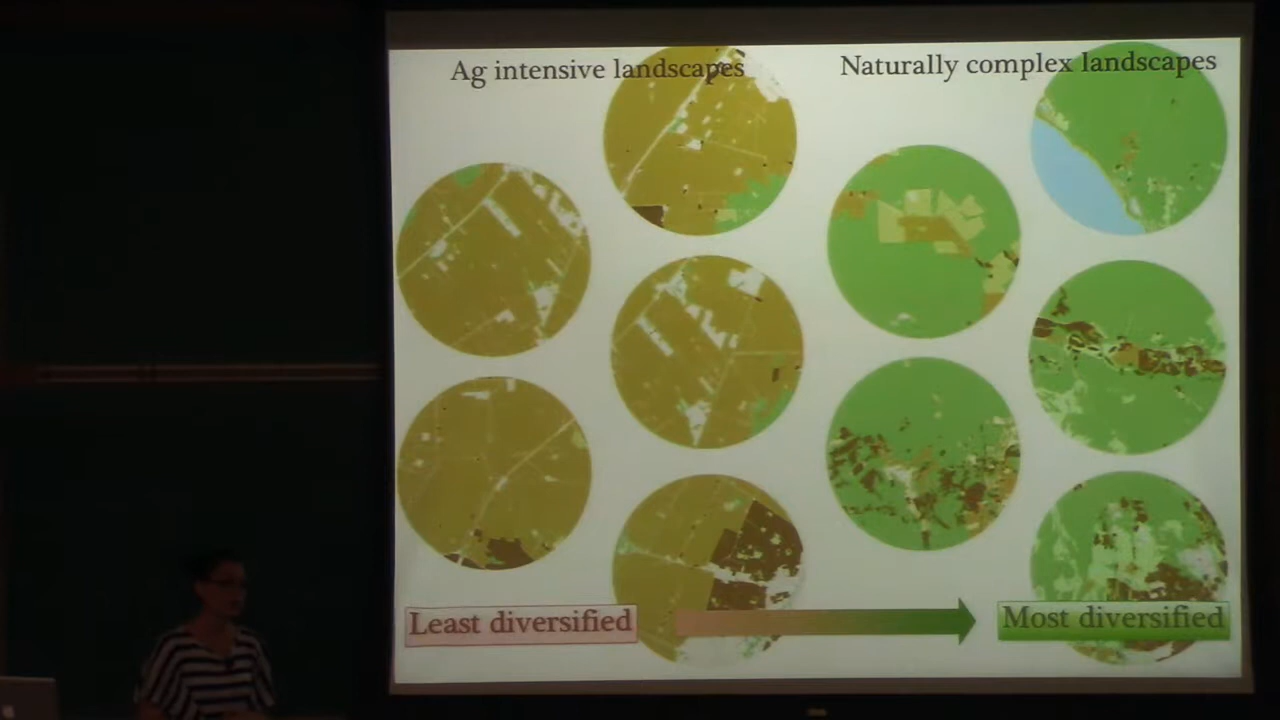 Ag intensive landscapes
Naturally complex landscapes
Least diversified
Most diversified